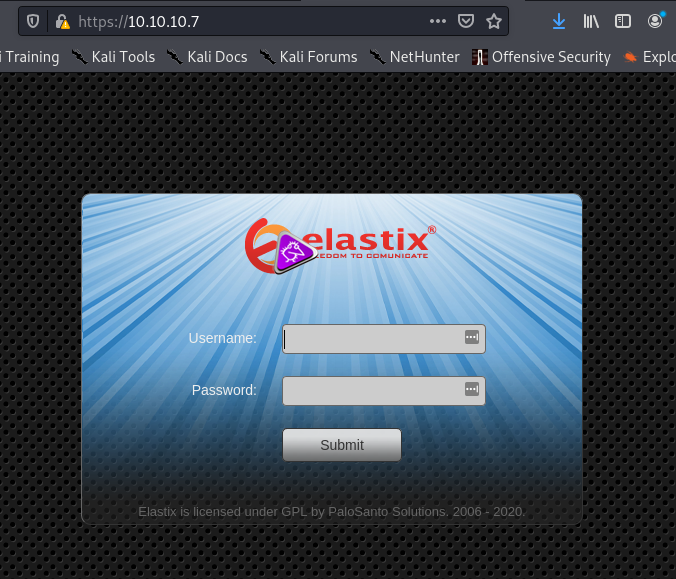 https://10.10.10.7
Training Kali Tools Kali Docs Kali Forums NetHunter Offensive Security
elastix®
EDOM TO COMUNICATE
Username:
Password:
Submit
Elastix is licensed under GPL by PaloSanto Solutions. 2006 - 2020.